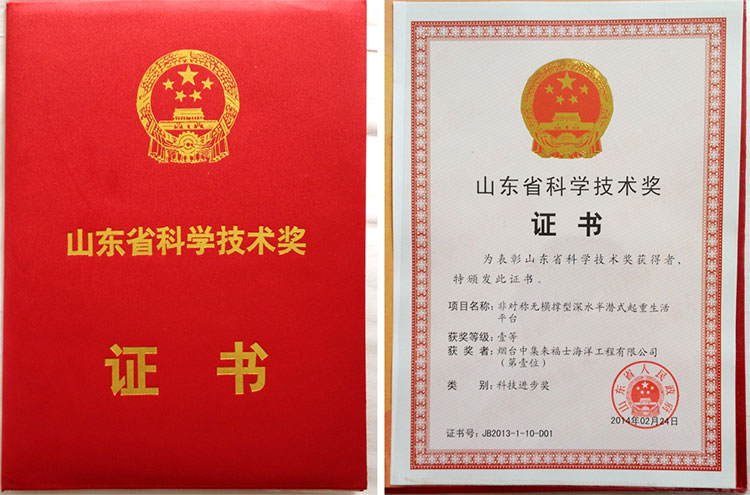 山东省科学技术奖
证书
山东省科学技术奖
证书
为表彰山东省科学技术奖获得者，
特颁发此证书。
项目名称：非对称无横撑型深水半潜式起重生活
平台
获奖等级：壹等
获奖者：烟台中集来福士海洋工程有限公司
（第壹位）
类别：科技进步奖
山东省人民政府
2014年02月24日
证书号：JB2013-1-10-D01